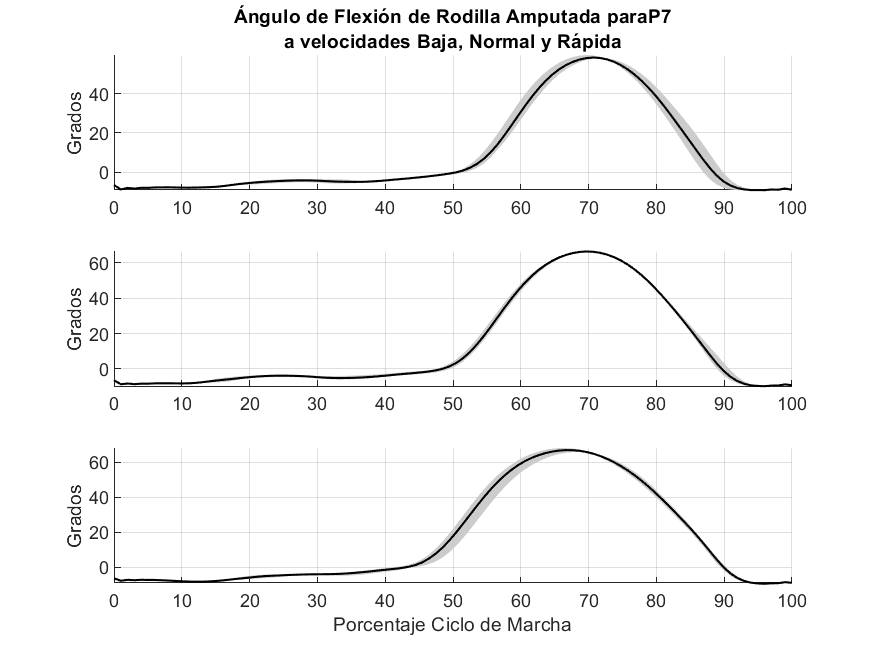 Ángulo de Flexión de Rodilla Amputada paraP7
a velocidades Baja, Normal y Rápida
Grados
40
20
0
0 10 20 30 40 50 60 70 80 90 100
Grados
60
40
20
0
0 10 20 30 40 50 60 70 80 90 100
Grados
60
40
20
0
0 10 20 30 40 50 60 70 80 90 100
Porcentaje Ciclo de Marcha